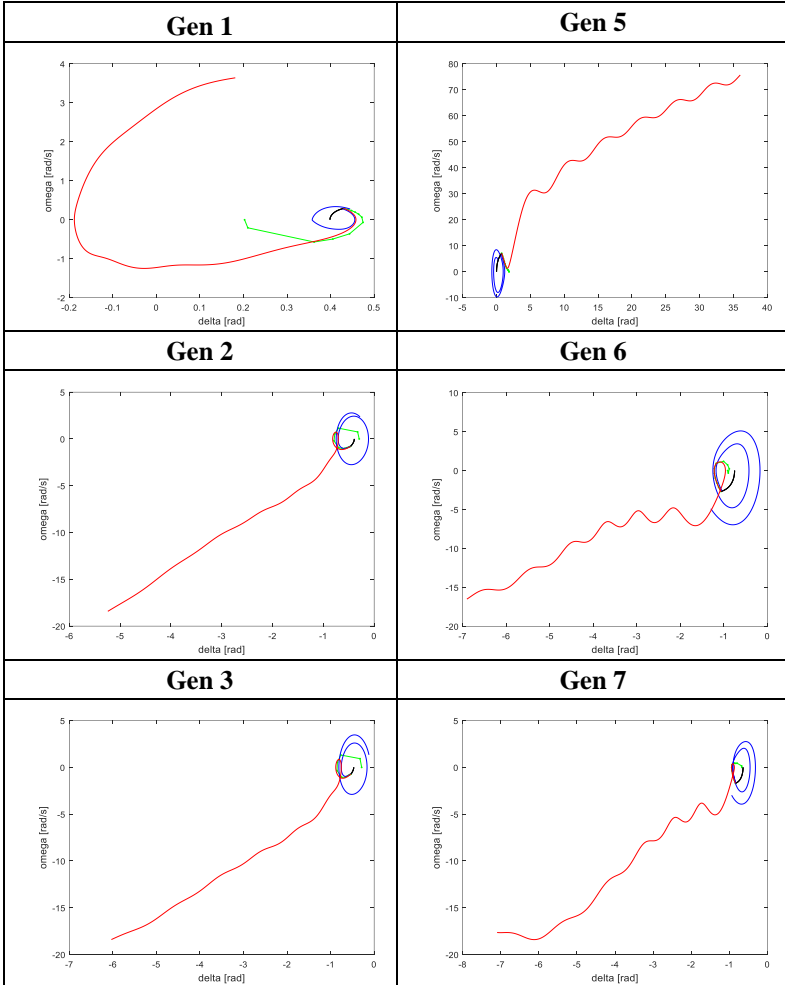 Gen 1
Gen 5
4
3
2
1
0
-1
-2
omega [rad/s]
-0.2 -0.1 0 0.1 0.2 0.3 0.4 0.5
delta [rad]
80
70
60
50
40
30
20
10
0
-10
omega [rad/s]
-5 0 5 10 15 20 25 30 35 40
delta [rad]
Gen 2
Gen 6
5
0
-5
-10
-15
-20
omega [rad/s]
-6 -5 -4 -3 -2 -1 0
delta [rad]
10
5
0
-5
-10
-15
-20
omega [rad/s]
-7 -6 -5 -4 -3 -2 -1 0
delta [rad]
Gen 3
Gen 7
5
0
-5
-10
-15
-20
omega [rad/s]
-7 -6 -5 -4 -3 -2 -1 0
delta [rad]
5
0
-5
-10
-15
-20
omega [rad/s]
-8 -7 -6 -5 -4 -3 -2 -1 0
delta [rad]